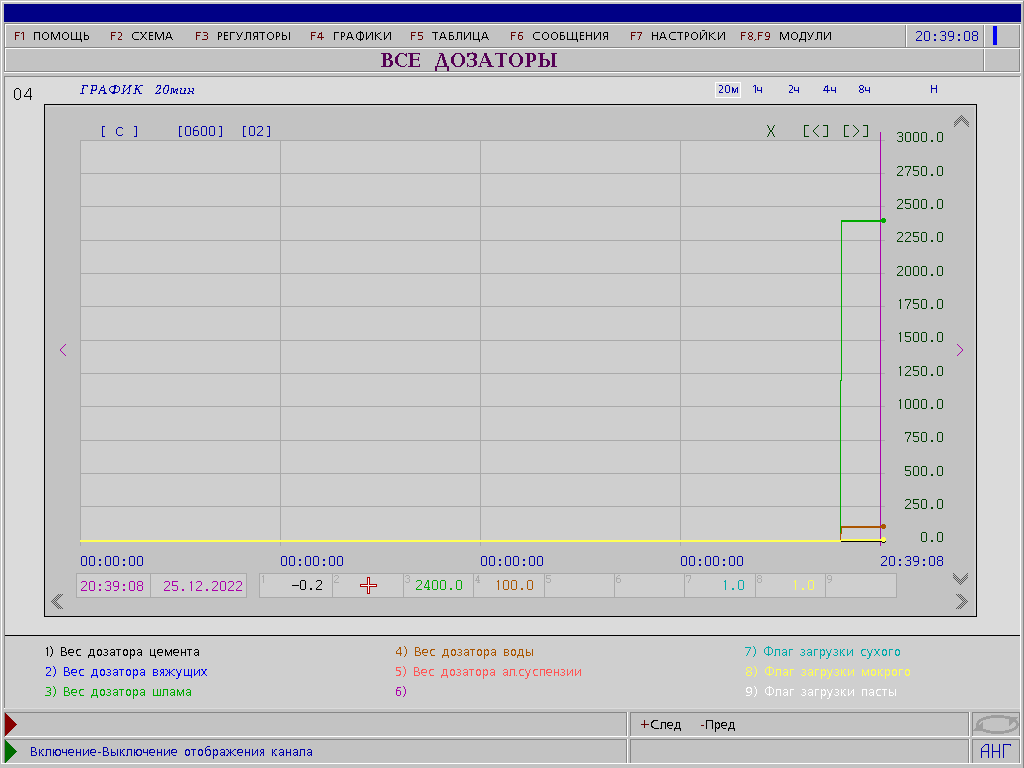 F1 ПОМОЩЬ F2 СХЕМА F3 РЕГУЛЯТОРЫ F4 ГРАФИКИ F5 ТАБЛИЦА F6 СООБЩЕНИЯ F7 НАСТРОЙКИ F8,F9 МОДУЛИ 20:39:08
ВСЕ ДОЗАТОРЫ
04 ГРАФИК 20мин 20м 1ч 2ч 4ч 8ч Н
[ С ] [0600] [02] X [<] [>]
3000.0
2750.0
2500.0
2250.0
2000.0
1750.0
1500.0
1250.0
1000.0
750.0
500.0
250.0
0.0
00:00:00 00:00:00 00:00:00 00:00:00 20:39:08
20:39:08 25.12.2022 1 -0.2 2 3 2400.0 4 100.0 5 6 7 1.0 8 1.0 9
1) Вес дозатора цемента 4) Вес дозатора воды 7) Флаг загрузки сухого
2) Вес дозатора вяжущих 5) Вес дозатора ал.суспензии 8) Флаг загрузки мокрого
3) Вес дозатора шлама 6) 9) Флаг загрузки пасты
+След -Пред
Включение-Выключение отображения канала АНГ